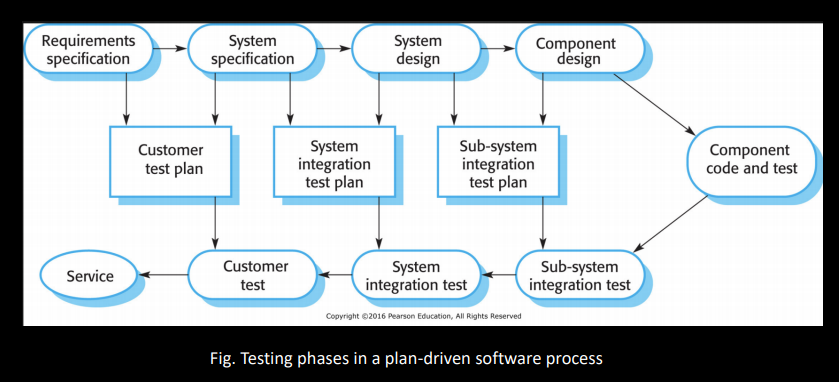 Requirements
specification
System
specification
System
design
Component
design
Customer
test plan
System
integration
test plan
Sub-system
integration
test plan
Component
code and test
Service
Customer
test
System
integration test
Sub-system
integration test
Copyright ©2016 Pearson Education, All Rights Reserved
Fig. Testing phases in a plan-driven software process